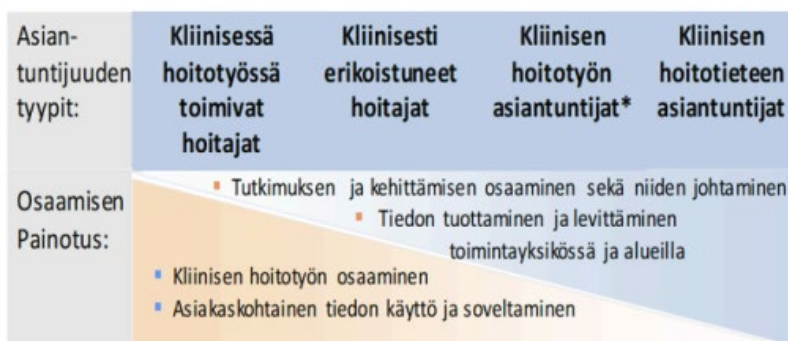 Asian-
tuntijuuden
tyypit:
Kliinisessä
hoitotyössä
toimivat
hoitajat
Kliinisesti
erikoistuneet
hoitajat
Kliinisen
hoitotyön
asiantuntijat*
Kliinisen
hoitotieteen
asiantuntijat
Osaamisen
Painotus:
▪ Tutkimuksen ja kehittämisen osaaminen sekä niiden johtaminen
▪ Tiedon tuottaminen ja levittäminen
toimintayksikössä ja alueilla
▪ Kliinisen hoitotyön osaaminen
▪ Asiakaskohtainen tiedon käyttö ja soveltaminen